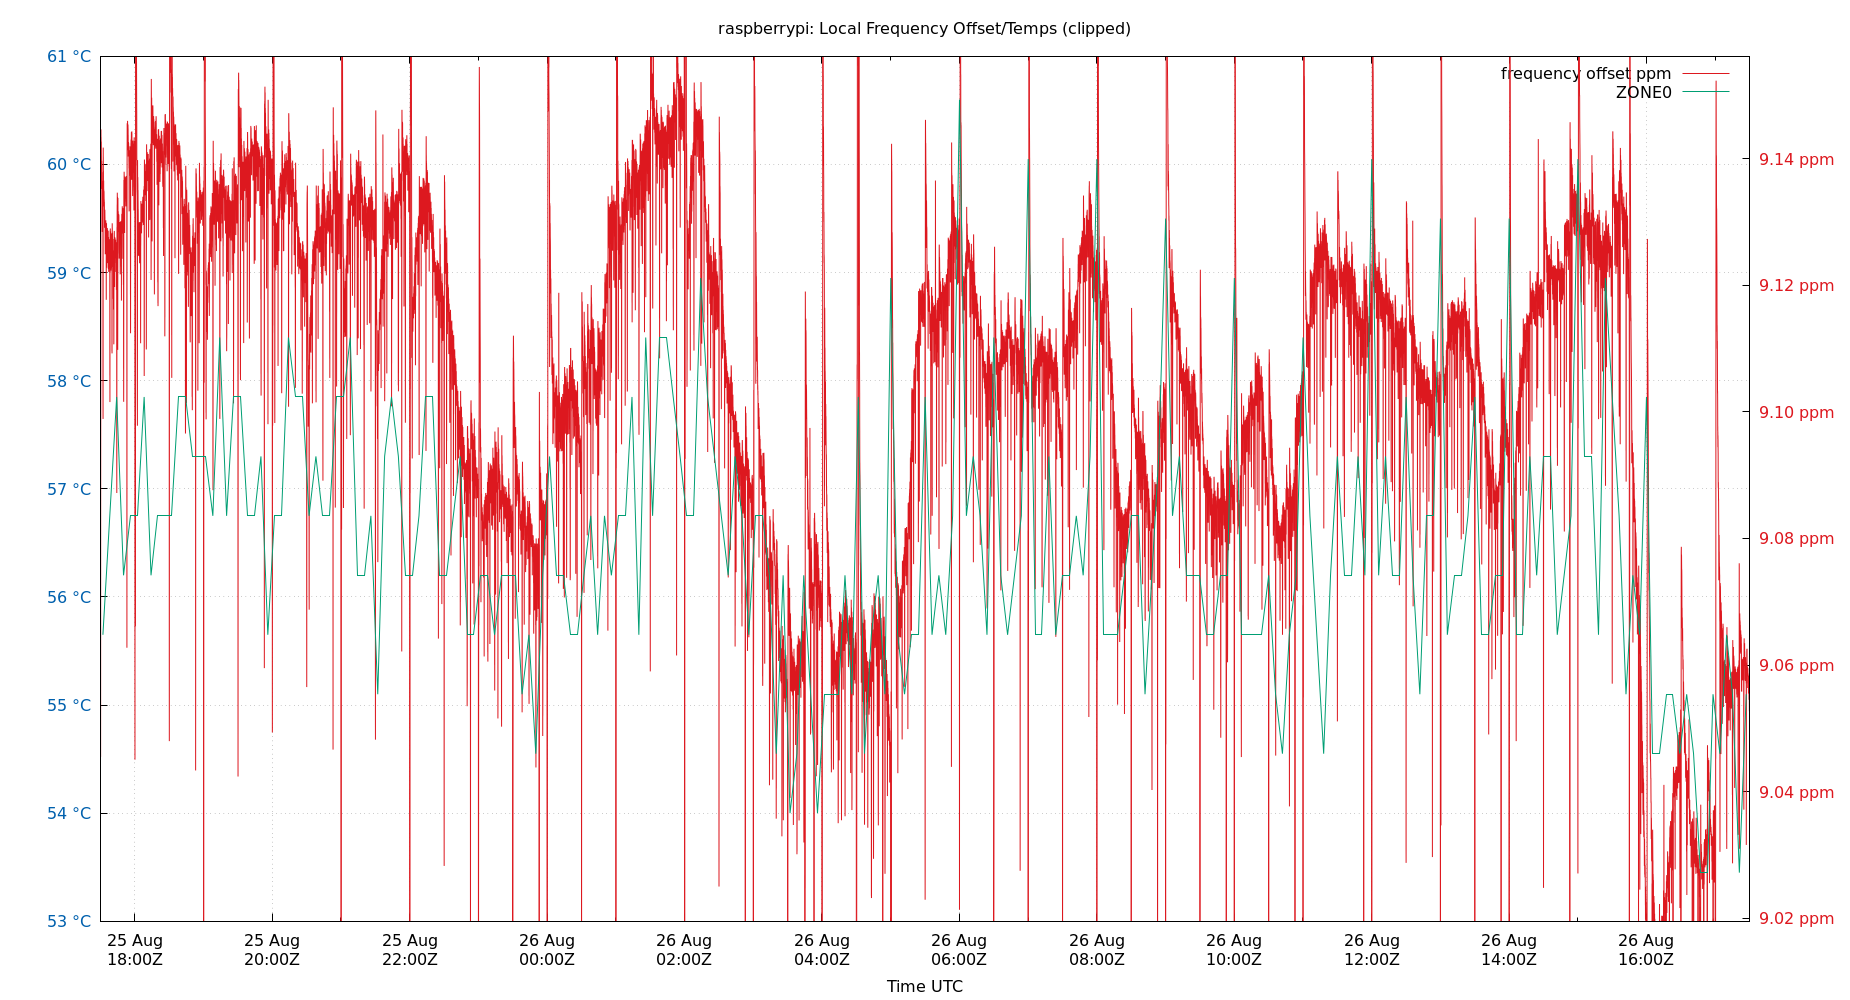 raspberrypi: Local Frequency Offset/Temps (clipped)
61 °C
60 °C
59 °C
58 °C
57 °C
56 °C
55 °C
54 °C
53 °C
frequency offset ppm
ZONE0
9.14 ppm
9.12 ppm
9.10 ppm
9.08 ppm
9.06 ppm
9.04 ppm
9.02 ppm
25 Aug 25 Aug 25 Aug 26 Aug 26 Aug 26 Aug 26 Aug 26 Aug 26 Aug 26 Aug 26 Aug 26 Aug
18:00Z 20:00Z 22:00Z 00:00Z 02:00Z 04:00Z 06:00Z 08:00Z 10:00Z 12:00Z 14:00Z 16:00Z
Time UTC